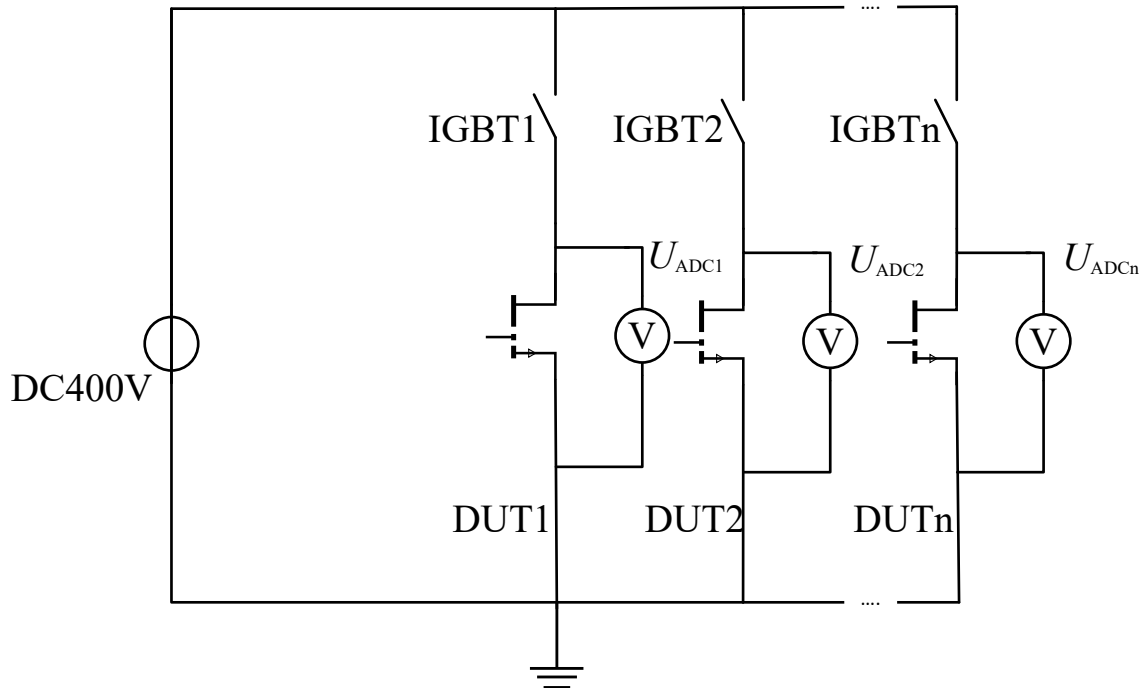 ....
IGBT1
IGBT2
IGBTn
U_ADC1
U_ADC2
U_ADCn
V
V
V
DC400V
DUT1
DUT2
DUTn
....